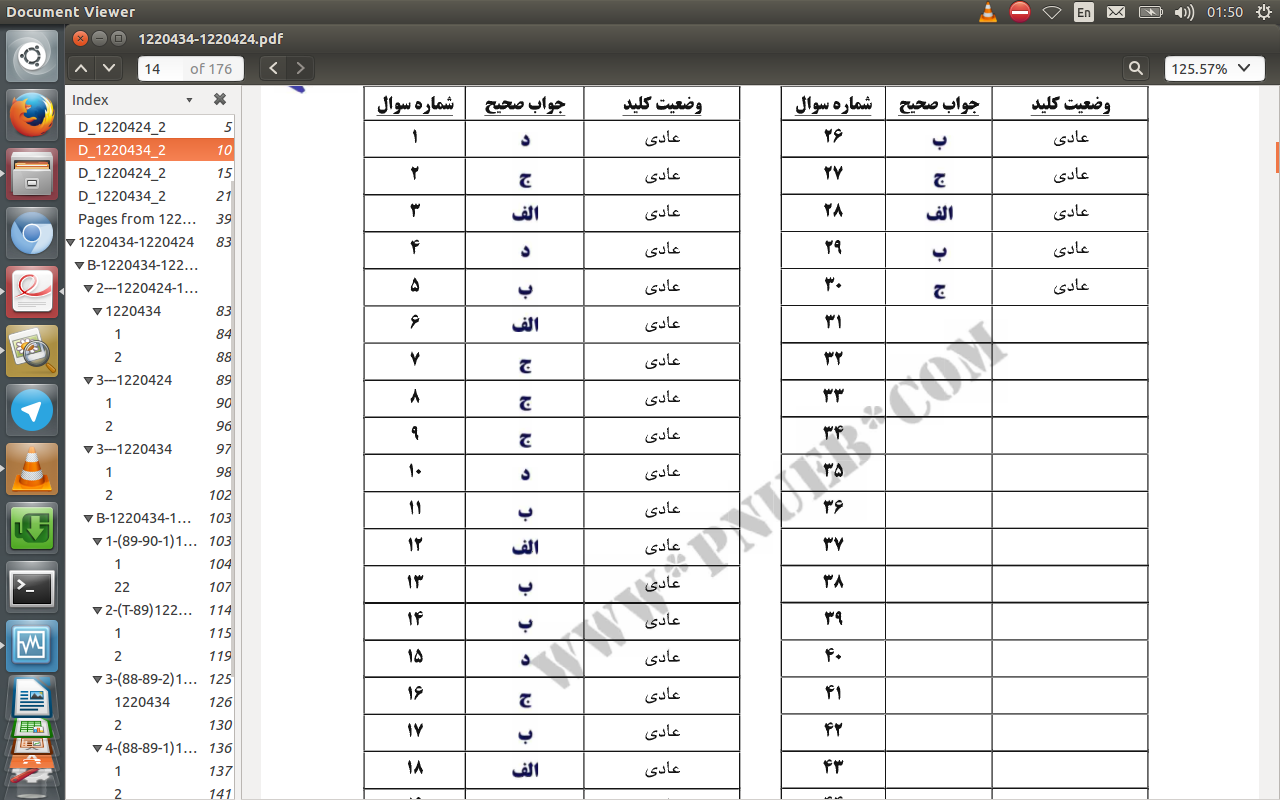 Document Viewer
En
01:50
1220434-1220424.pdf
14 of 176
125.57%
Index
D_1220424_2 5
D_1220434_2 10
D_1220424_2 15
D_1220434_2 21
Pages from 122... 39
1220434-1220424 83
B-1220434-122...
2---1220424-1...
1220434 83
1 84
2 88
3---1220424 89
1 90
2 96
3---1220434 97
1 98
2 102
B-1220434-1... 103
1-(89-90-1)1... 103
1 104
22 107
2-(T-89)122... 114
1 115
2 119
3-(88-89-2)1... 125
1220434 126
2 130
4-(88-89-1)1... 136
1 137
2 141
شماره سوال جواب صحیح وضعیت کلید
۱ د عادی
۲ ج عادی
۳ الف عادی
۴ د عادی
۵ ب عادی
۶ الف عادی
۷ ج عادی
۸ ج عادی
۹ ج عادی
۱۰ د عادی
۱۱ ب عادی
۱۲ الف عادی
۱۳ ب عادی
۱۴ ب عادی
۱۵ د عادی
۱۶ ج عادی
۱۷ ب عادی
۱۸ الف عادی
شماره سوال جواب صحیح وضعیت کلید
۲۶ ب عادی
۲۷ ج عادی
۲۸ الف عادی
۲۹ ب عادی
۳۰ ج عادی
۳۱
۳۲
۳۳
۳۴
۳۵
۳۶
۳۷
۳۸
۳۹
۴۰
۴۱
۴۲
۴۳
WWW*PNUEB*COM